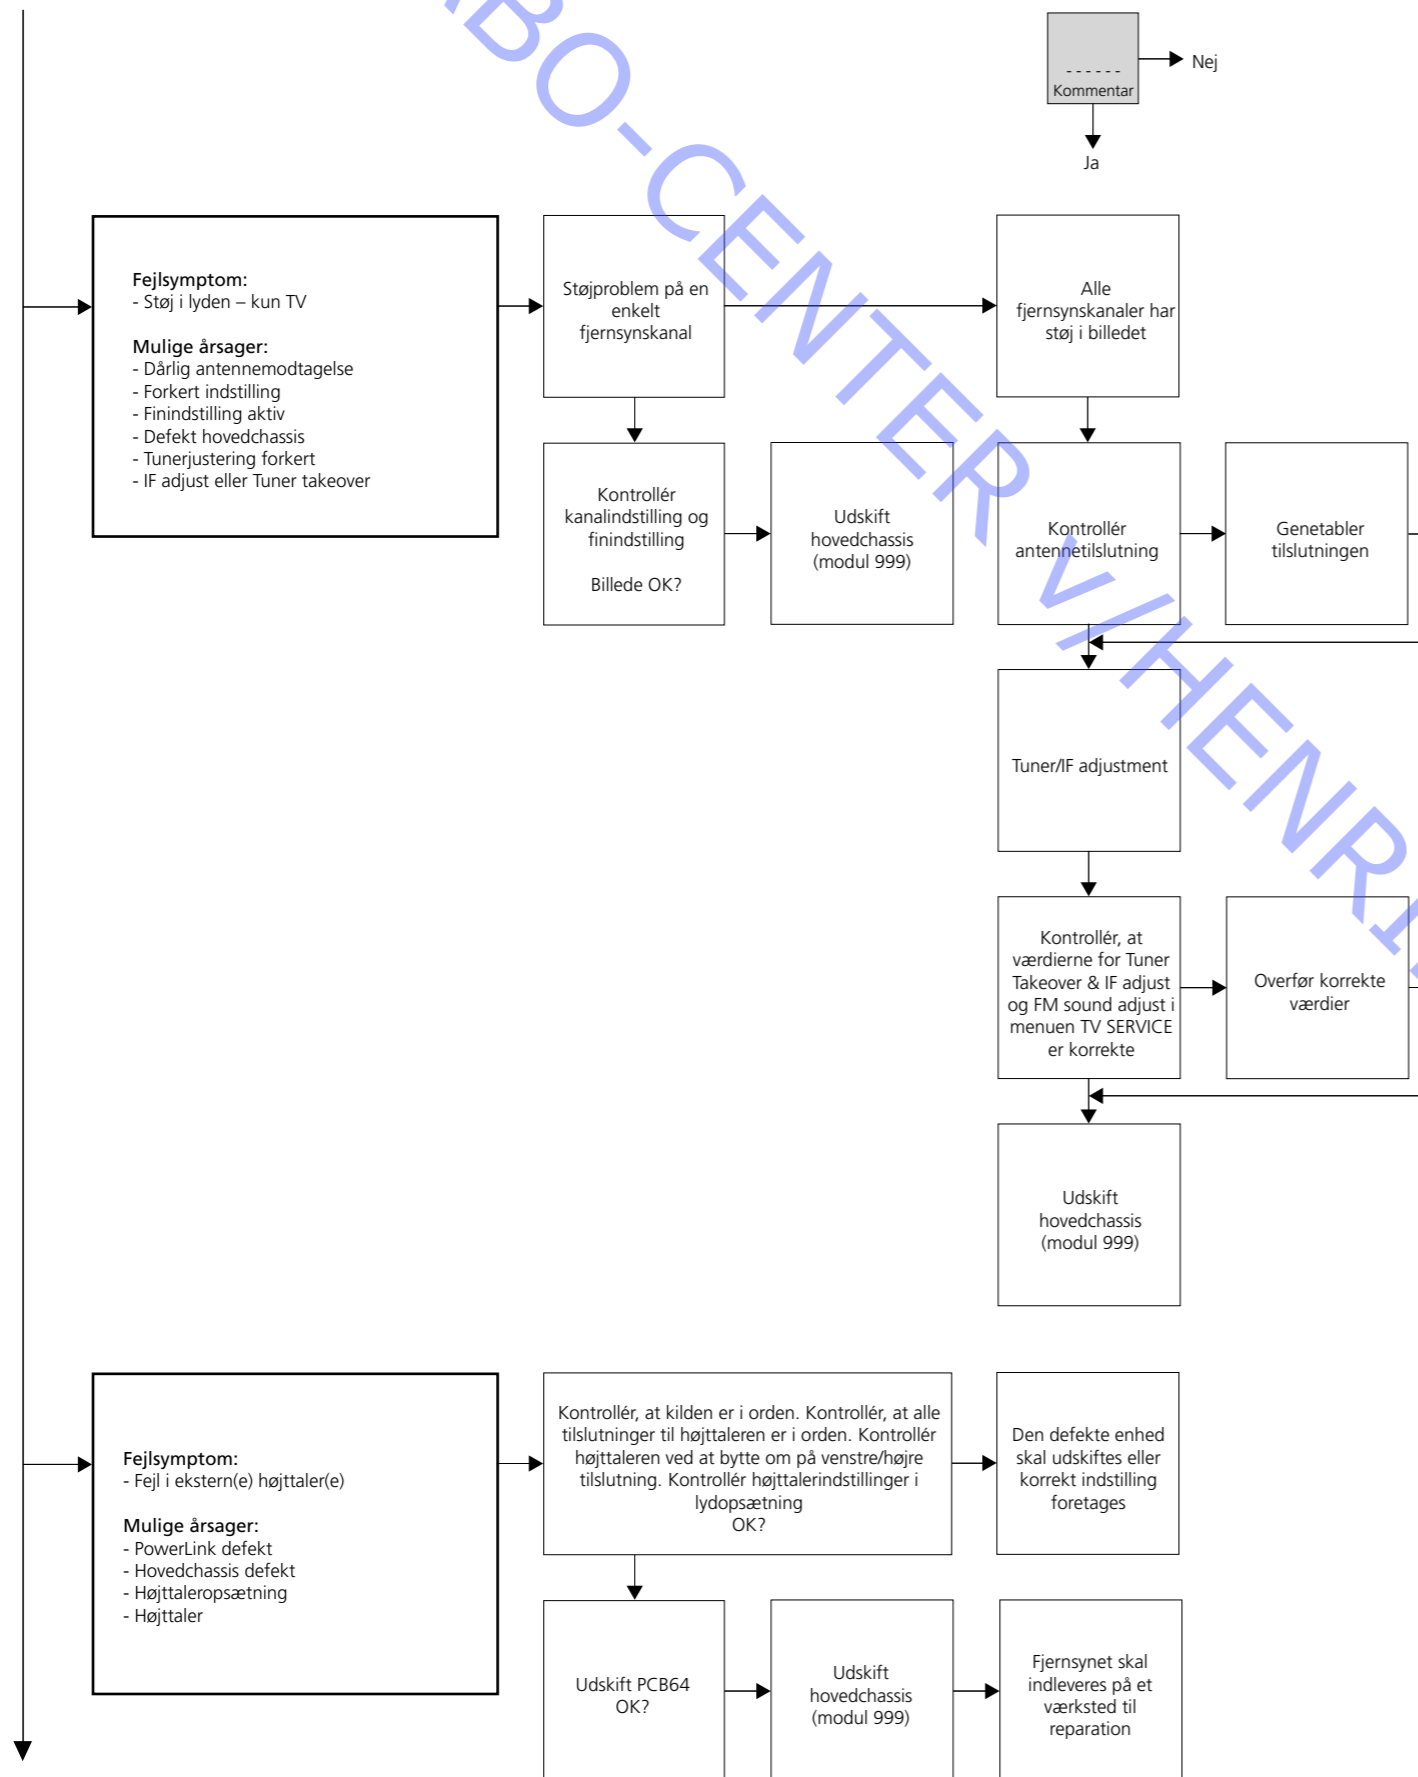 - - - - - -
Kommentar
Nej
Ja
Fejlsymptom:
- Støj i lyden – kun TV
Mulige årsager:
- Dårlig antennemodtagelse
- Forkert indstilling
- Finindstilling aktiv
- Defekt hovedchassis
- Tunerjustering forkert
- IF adjust eller Tuner takeover
Støjproblem på en
enkelt
fjernsynskanal
Alle
fjernsynskanaler har
støj i billedet
Kontrollér
kanalindstilling og
finindstilling
Billede OK?
Udskift
hovedchassis
(modul 999)
Kontrollér
antennetilslutning
Genetabler
tilslutningen
Tuner/IF adjustment
Kontrollér, at
værdierne for Tuner
Takeover & IF adjust
og FM sound adjust i
menuen TV SERVICE
er korrekte
Overfør korrekte
værdier
Udskift
hovedchassis
(modul 999)
Fejlsymptom:
- Fejl i ekstern(e) højttaler(e)
Mulige årsager:
- PowerLink defekt
- Hovedchassis defekt
- Højttaleropsætning
- Højttaler
Kontrollér, at kilden er i orden. Kontrollér, at alle
tilslutninger til højttaleren er i orden. Kontrollér
højttaleren ved at bytte om på venstre/højre
tilslutning. Kontrollér højttalerindstillinger i
lydopsætning
OK?
Den defekte enhed
skal udskiftes eller
korrekt indstilling
foretages
Udskift PCB64
OK?
Udskift
hovedchassis
(modul 999)
Fjernsynet skal
indleveres på et
værksted til
reparation
BO-CENTER v/HENRI